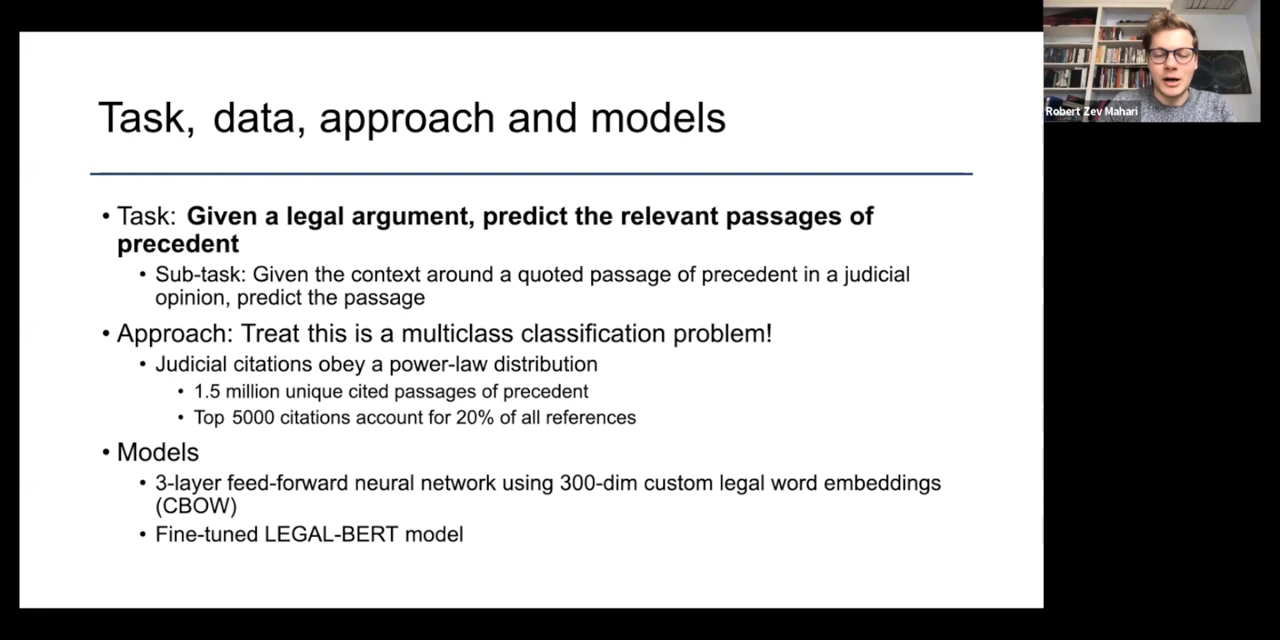 Task, data, approach and models
• Task: Given a legal argument, predict the relevant passages of
precedent
• Sub-task: Given the context around a quoted passage of precedent in a judicial
opinion, predict the passage
• Approach: Treat this is a multiclass classification problem!
• Judicial citations obey a power-law distribution
• 1.5 million unique cited passages of precedent
• Top 5000 citations account for 20% of all references
• Models
• 3-layer feed-forward neural network using 300-dim custom legal word embeddings
(CBOW)
• Fine-tuned LEGAL-BERT model
Robert Zev Mahari